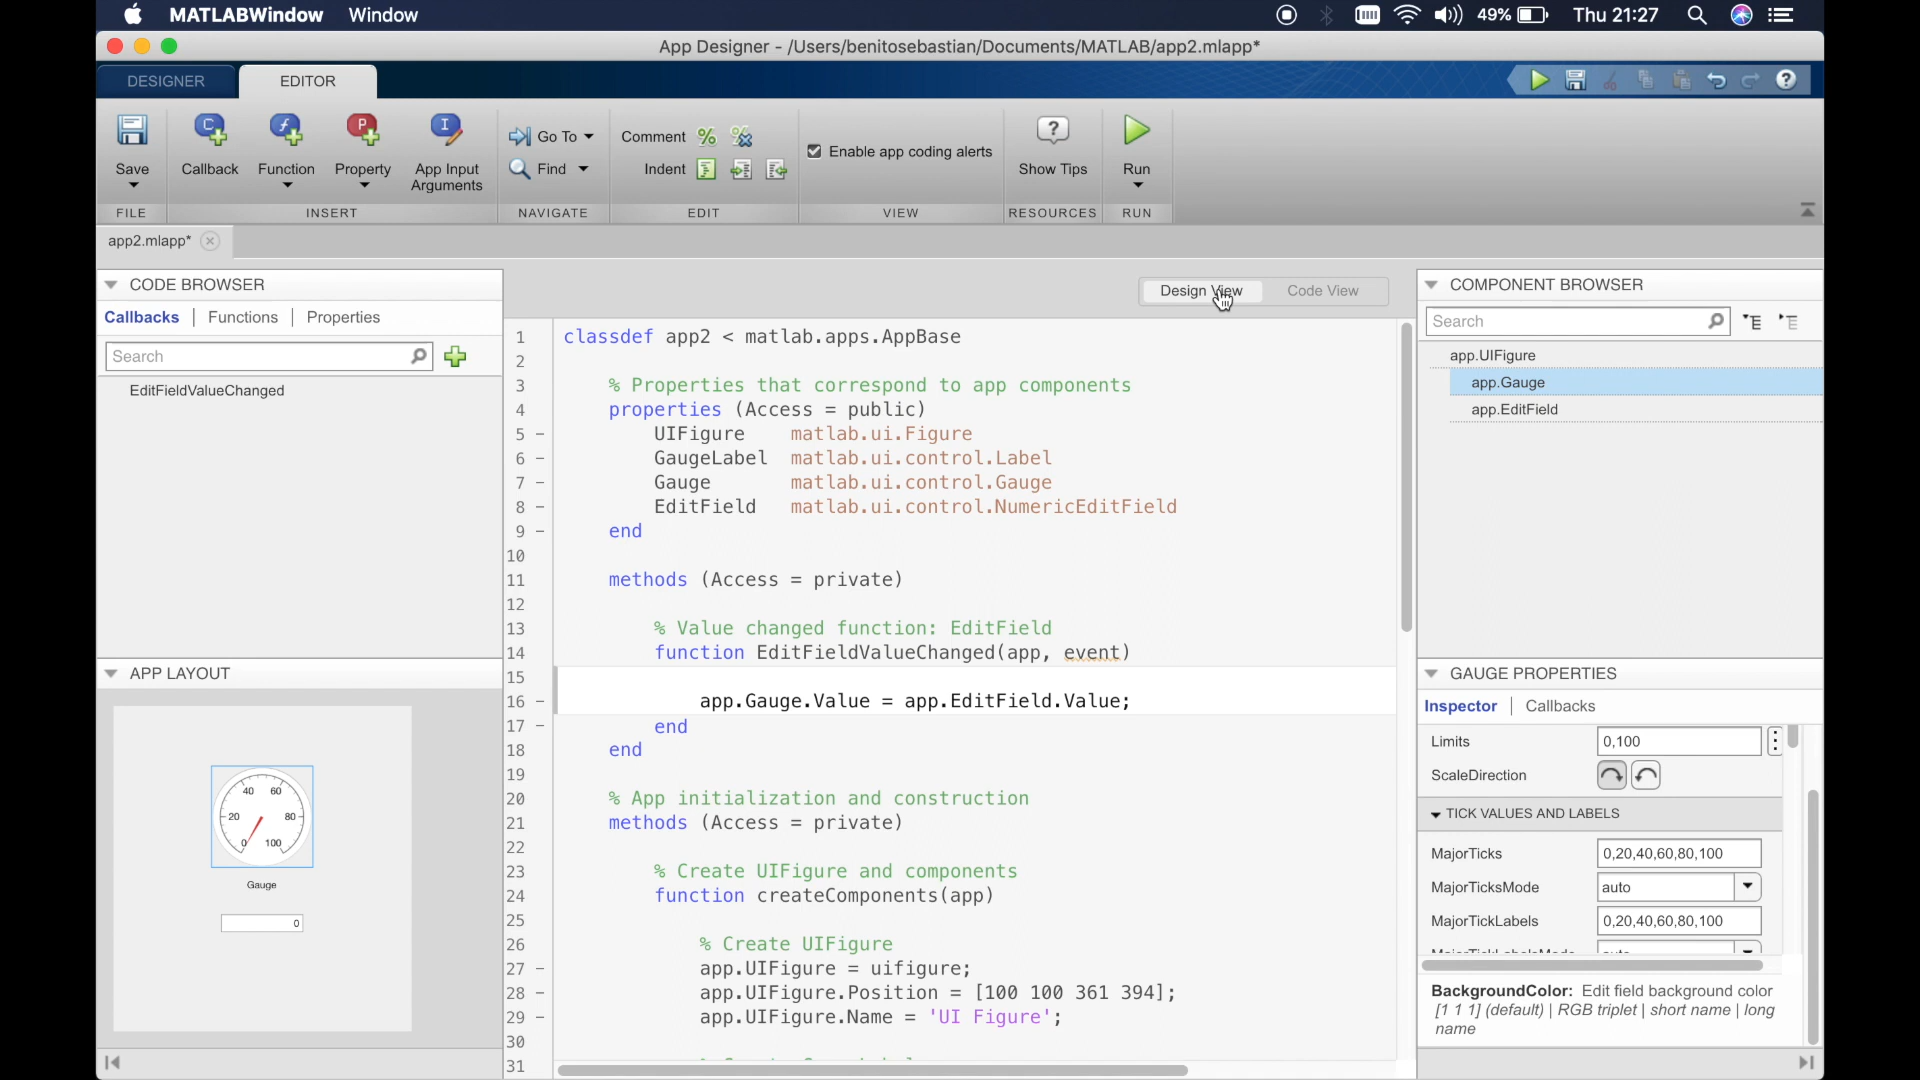 MATLABWindow Window 49% Thu 21:27
App Designer - /Users/benitosebastian/Documents/MATLAB/app2.mlapp*
DESIGNER EDITOR
Save Callback Function Property App Input Arguments
Go To
Find
Comment
Indent
Enable app coding alerts
Show Tips
Run
FILE INSERT NAVIGATE EDIT VIEW RESOURCES RUN
app2.mlapp*
CODE BROWSER
Callbacks | Functions | Properties
Search
EditFieldValueChanged
APP LAYOUT
0 20 40 60 80 100
Gauge
0
Design View Code View
1 classdef app2 < matlab.apps.AppBase
2
3 % Properties that correspond to app components
4 properties (Access = public)
5 - UIFigure matlab.ui.Figure
6 - GaugeLabel matlab.ui.control.Label
7 - Gauge matlab.ui.control.Gauge
8 - EditField matlab.ui.control.NumericEditField
9 - end
10
11 methods (Access = private)
12
13 % Value changed function: EditField
14 function EditFieldValueChanged(app, event)
15
16 - app.Gauge.Value = app.EditField.Value;
17 - end
18 end
19
20 % App initialization and construction
21 methods (Access = private)
22
23 % Create UIFigure and components
24 function createComponents(app)
25
26 % Create UIFigure
27 - app.UIFigure = uifigure;
28 - app.UIFigure.Position = [100 100 361 394];
29 - app.UIFigure.Name = 'UI Figure';
30
31
COMPONENT BROWSER
Search
app.UIFigure
app.Gauge
app.EditField
GAUGE PROPERTIES
Inspector | Callbacks
Limits 0,100
ScaleDirection
TICK VALUES AND LABELS
MajorTicks 0,20,40,60,80,100
MajorTicksMode auto
MajorTickLabels 0,20,40,60,80,100
BackgroundColor: Edit field background color
[1 1 1] (default) | RGB triplet | short name | long
name